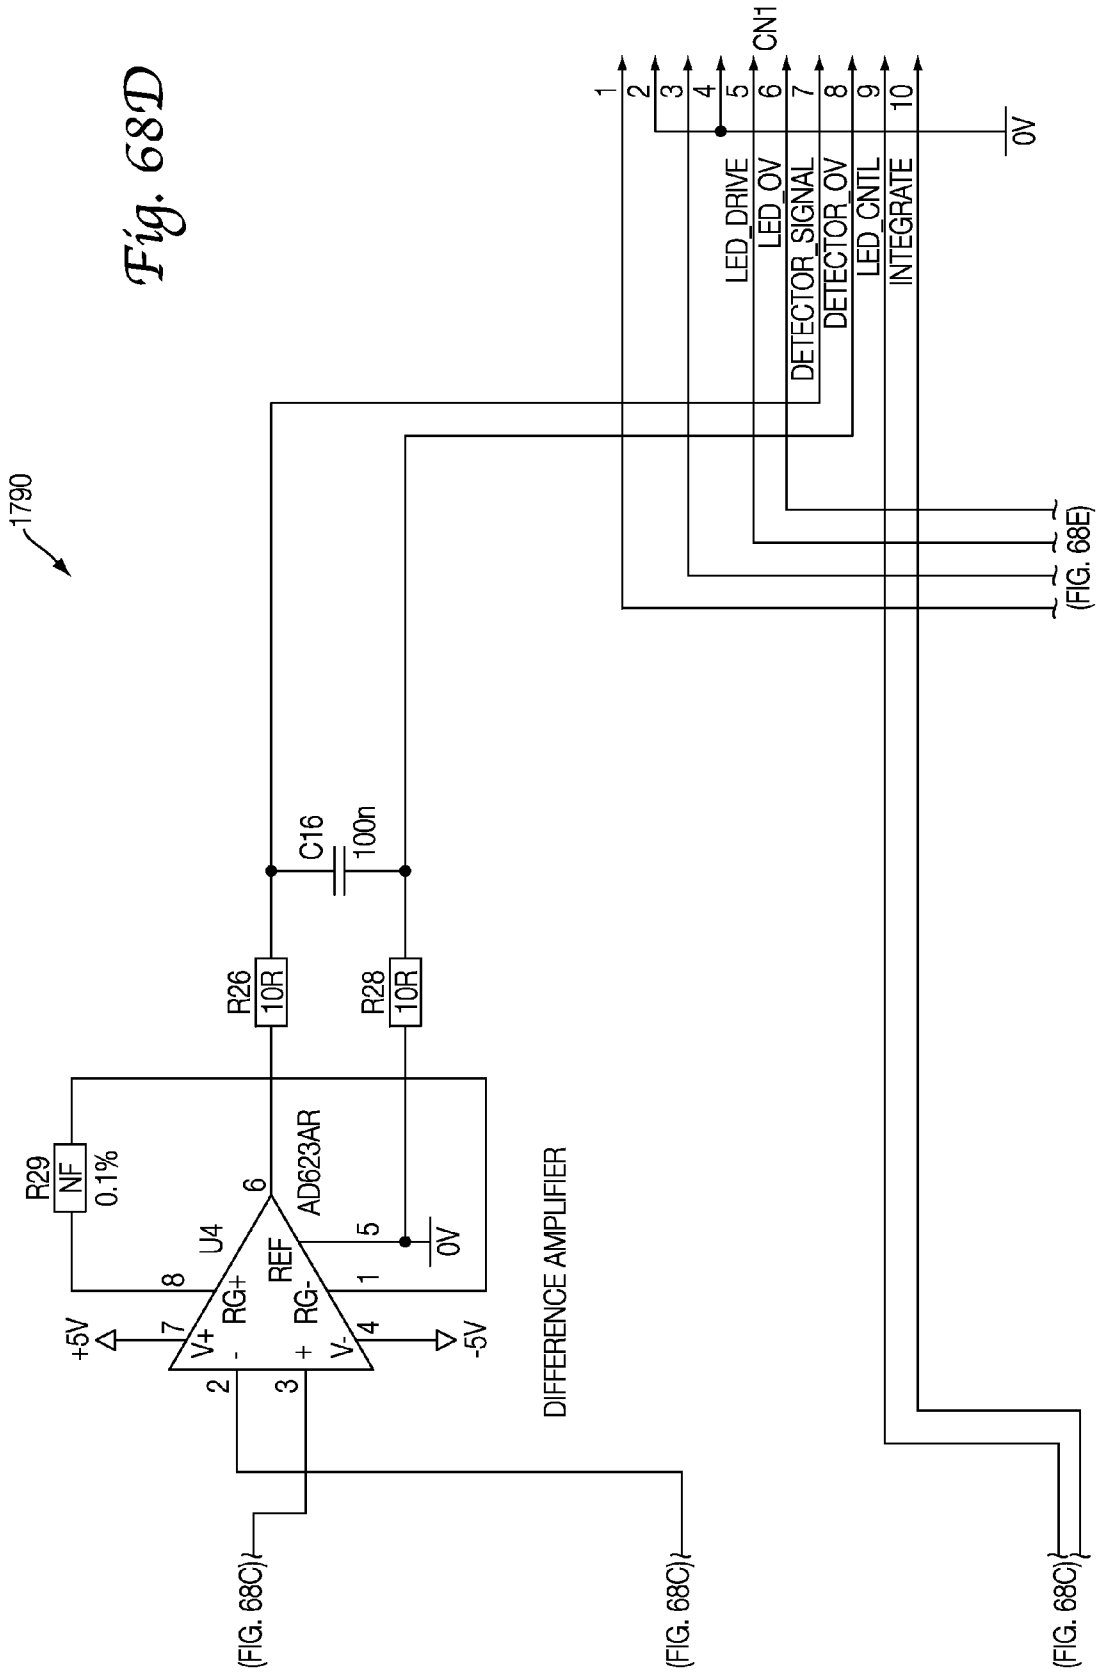 Fig. 68D
1790
R29
NF
0.1%
+5V
7
V+
8
RG+
U4
2
-
3
+
REF
6
AD623AR
RG-
1
5
0V
V-
4
-5V
R26
10R
R28
10R
C16
100n
DIFFERENCE AMPLIFIER
(FIG. 68C)
(FIG. 68C)
(FIG. 68C)
(FIG. 68E)
1
2
3
4
LED_DRIVE 5
LED_0V 6
DETECTOR_SIGNAL 7
DETECTOR_0V 8
LED_CNTL 9
INTEGRATE 10
CN1
0V